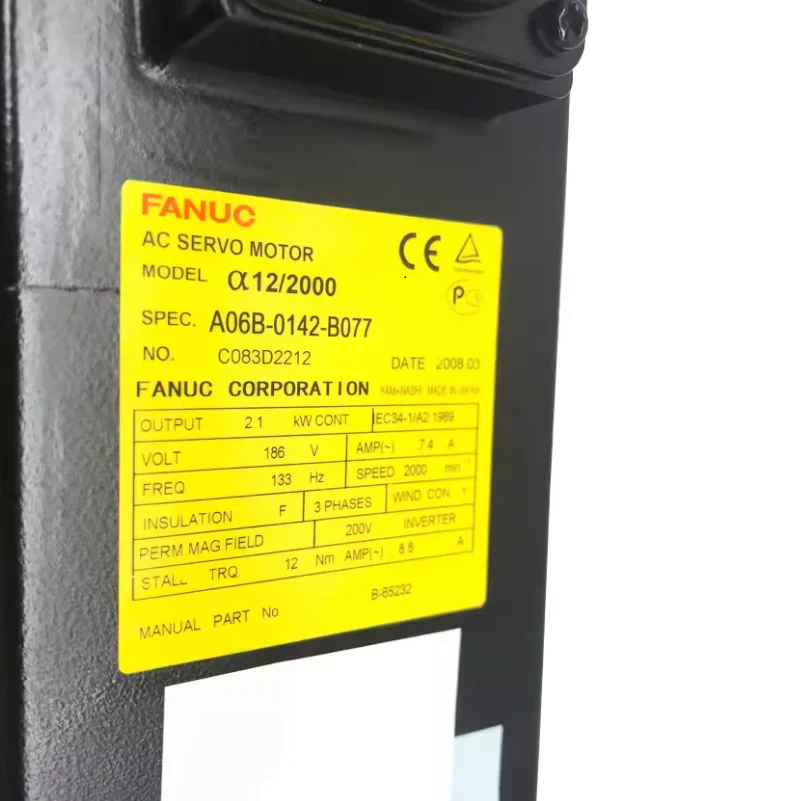 FANUC
AC SERVO MOTOR
CE
MODEL α12/2000
SPEC. A06B-0142-B077
NO. C083D2212
DATE 2008.03
FANUC CORPORATION YAMANASHI MADE IN JAPAN
OUTPUT 2.1 kW CONT IEC34-1/A2.1989
VOLT 186 V AMP(~) 7.4 A
FREQ 133 Hz SPEED 2000 min
INSULATION F 3 PHASES WIND. CON. Y
PERM MAG.FIELD 200V INVERTER
STALL TRQ. 12 Nm AMP(~) A
MANUAL PART No B-65232